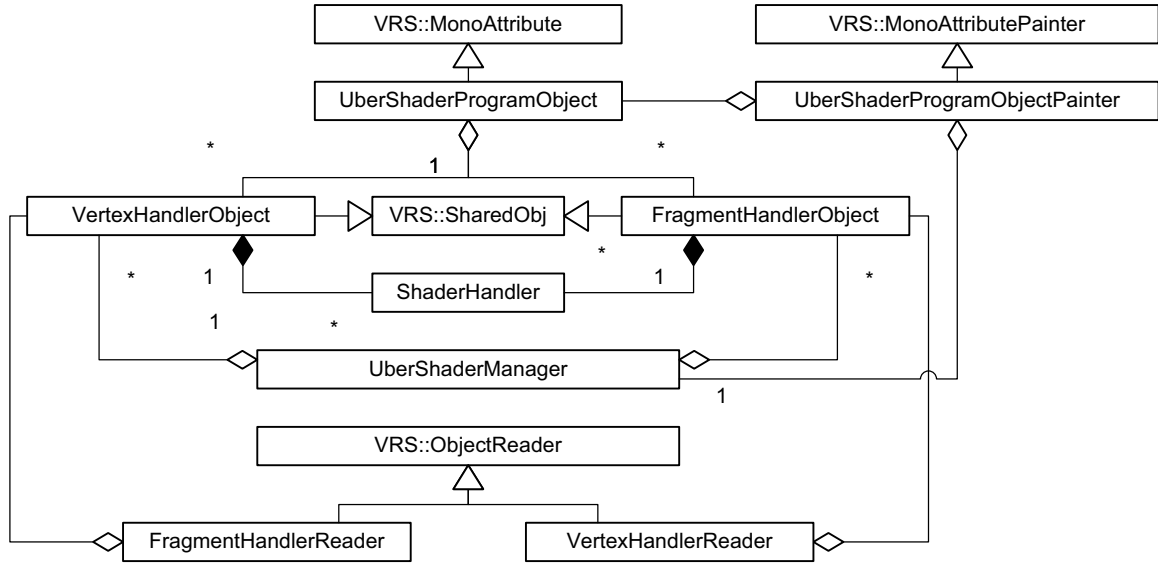 VRS::MonoAttribute
VRS::MonoAttributePainter
UberShaderProgramObject
UberShaderProgramObjectPainter
*
1
*
VertexHandlerObject
VRS::SharedObj
FragmentHandlerObject
*
*
1
ShaderHandler
1
*
1
*
UberShaderManager
1
VRS::ObjectReader
FragmentHandlerReader
VertexHandlerReader